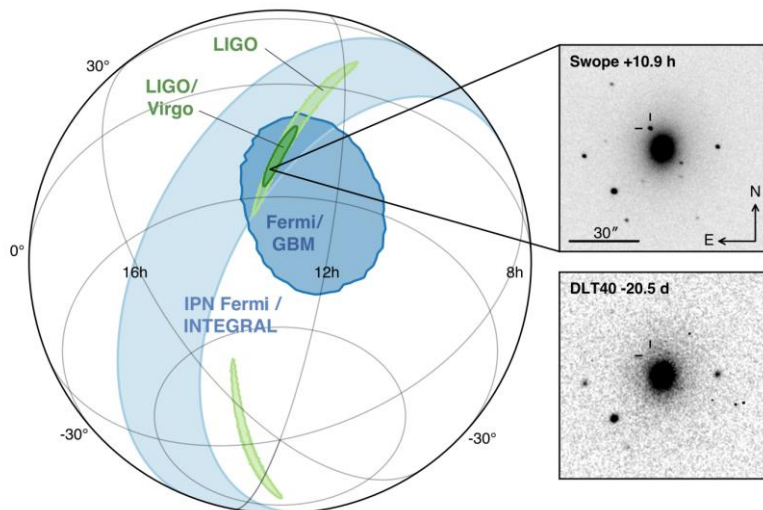 LIGO
30°
LIGO/
Virgo
Swope +10.9 h
N
E
30"
Fermi/
GBM
0°
16h
12h
8h
IPN Fermi /
INTEGRAL
DLT40 -20.5 d
-30°
-30°